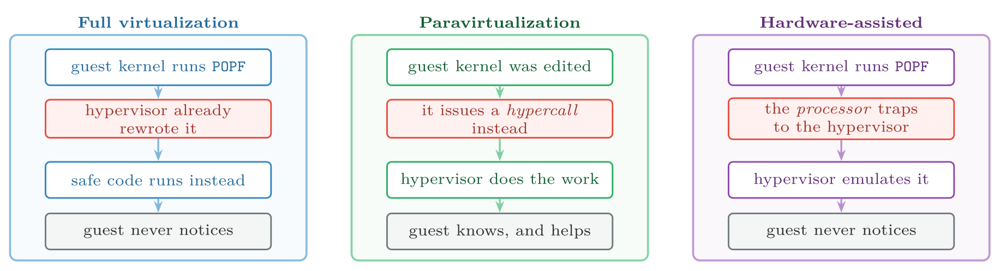 Full virtualization
guest kernel runs POPF
hypervisor already
rewrote it
safe code runs instead
guest never notices
Paravirtualization
guest kernel was edited
it issues a hypercall
instead
hypervisor does the work
guest knows, and helps
Hardware-assisted
guest kernel runs POPF
the processor traps
to the hypervisor
hypervisor emulates it
guest never notices